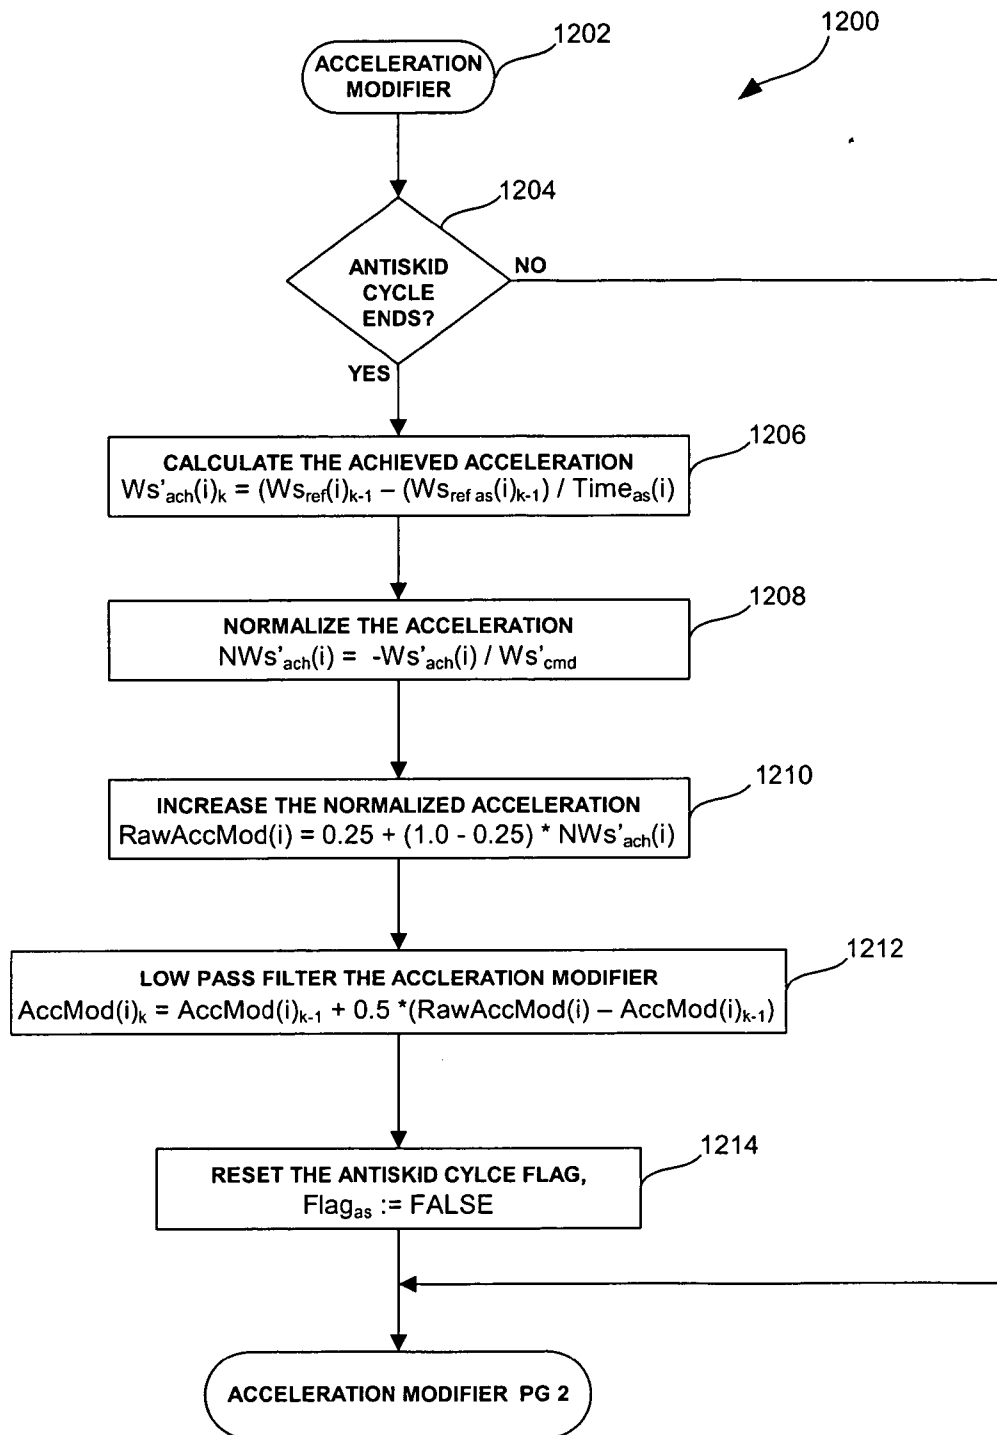 1202
1200
ACCELERATION
MODIFIER
1204
ANTISKID
CYCLE
ENDS?
NO
YES
1206
CALCULATE THE ACHIEVED ACCELERATION
Ws'ach(i)k = (Wsref(i)k-1 – (Wsref as(i)k-1) / Timeas(i)
1208
NORMALIZE THE ACCELERATION
NWs'ach(i) = -Ws'ach(i) / Ws'cmd
1210
INCREASE THE NORMALIZED ACCELERATION
RawAccMod(i) = 0.25 + (1.0 - 0.25) * NWs'ach(i)
1212
LOW PASS FILTER THE ACCLERATION MODIFIER
AccMod(i)k = AccMod(i)k-1 + 0.5 *(RawAccMod(i) – AccMod(i)k-1)
1214
RESET THE ANTISKID CYLCE FLAG,
Flagas := FALSE
ACCELERATION MODIFIER PG 2